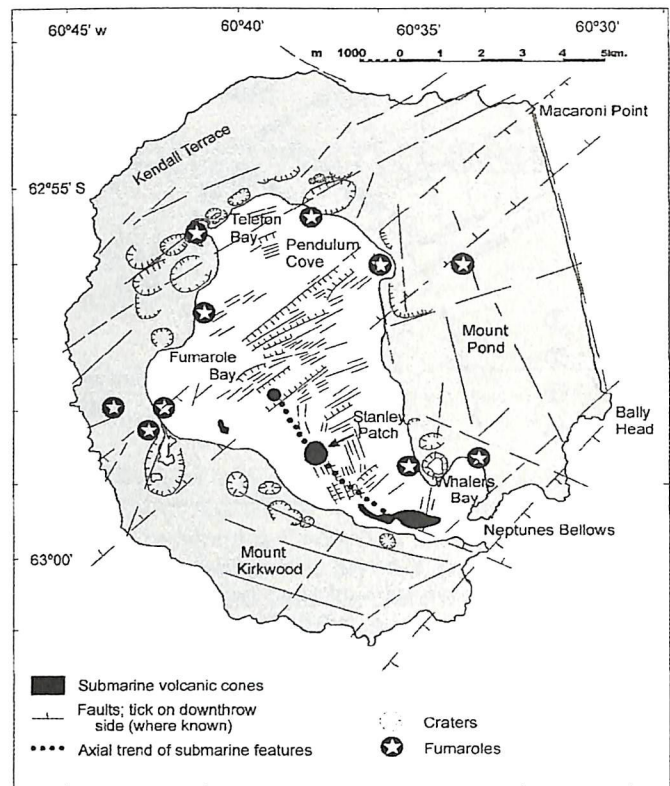 60°45' w
60°40'
60°35'
60°30'
m 1000 0 1 2 3 4 5km.
Macaroni Point
Kendall Terrace
62°55' S
Telefon
Bay
Pendulum
Cove
Mount
Pond
Fumarole
Bay
Stanley
Patch
Baily
Head
Whalers
Bay
Neptunes Bellows
63°00'
Mount
Kirkwood
Submarine volcanic cones
Faults; tick on downthrow
side (where known)
Axial trend of submarine features
Craters
Fumaroles